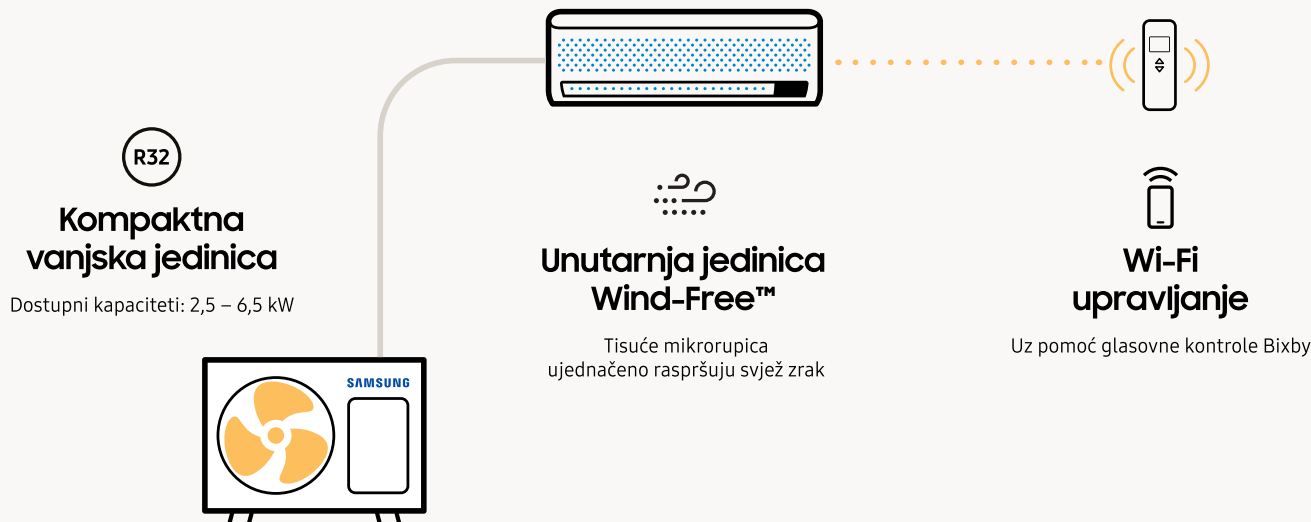 R32
Kompaktna
vanjska jedinica
Dostupni kapaciteti: 2,5 – 6,5 kW
SAMSUNG
Unutarnja jedinica
Wind-Free™
Tisuće mikrorupica
ujednačeno raspršuju svjež zrak
Wi-Fi
upravljanje
Uz pomoć glasovne kontrole Bixby